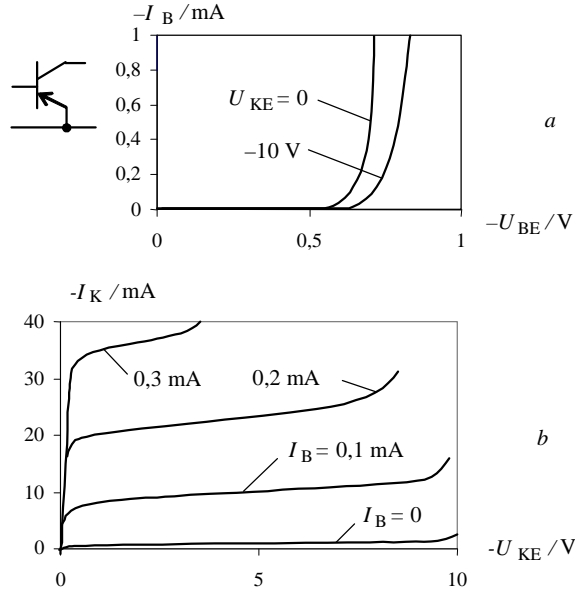 –I B / mA
1
0,8
0,6
0,4
0,2
0
U KE = 0
–10 V
a
0
0,5
1
–U BE / V
-I K / mA
40
30
20
10
0
0,3 mA
0,2 mA
I B = 0,1 mA
I B = 0
b
0
5
10
-U KE / V